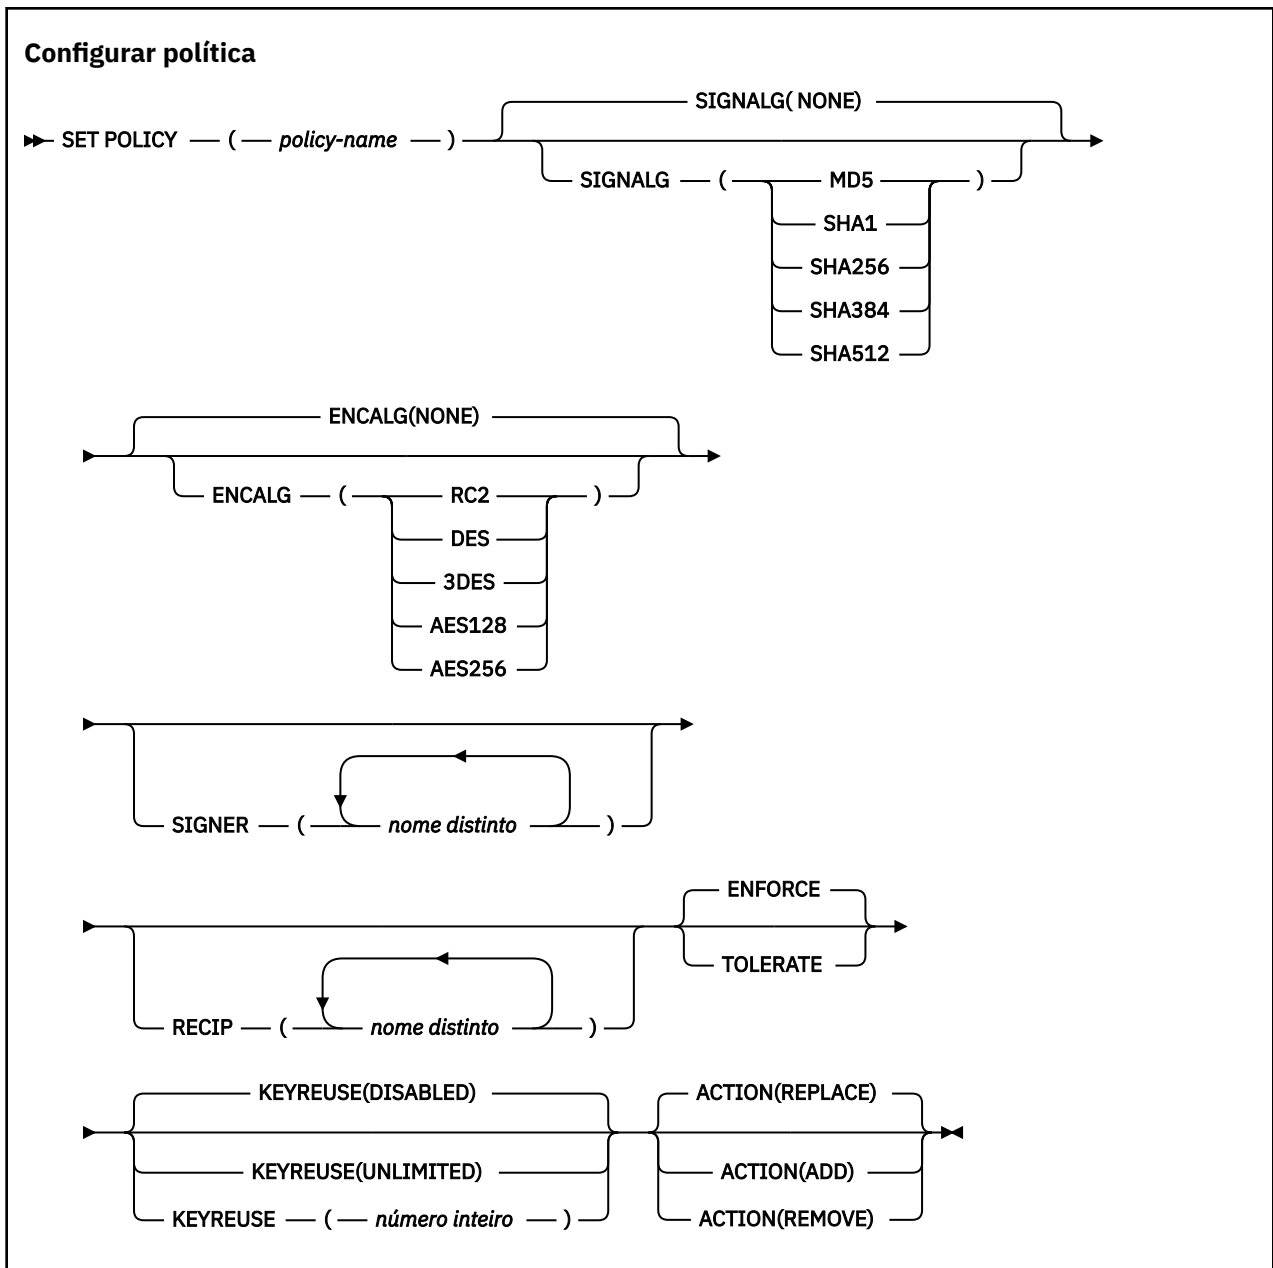 Configurar política
SIGNALG( NONE)
SET POLICY ( policy-name )
SIGNALG ( MD5 )
SHA1
SHA256
SHA384
SHA512
ENCALG(NONE)
ENCALG ( RC2 )
DES
3DES
AES128
AES256
SIGNER ( nome distinto )
ENFORCE
TOLERATE
RECIP ( nome distinto )
KEYREUSE(DISABLED) ACTION(REPLACE)
KEYREUSE(UNLIMITED) ACTION(ADD)
KEYREUSE ( número inteiro ) ACTION(REMOVE)